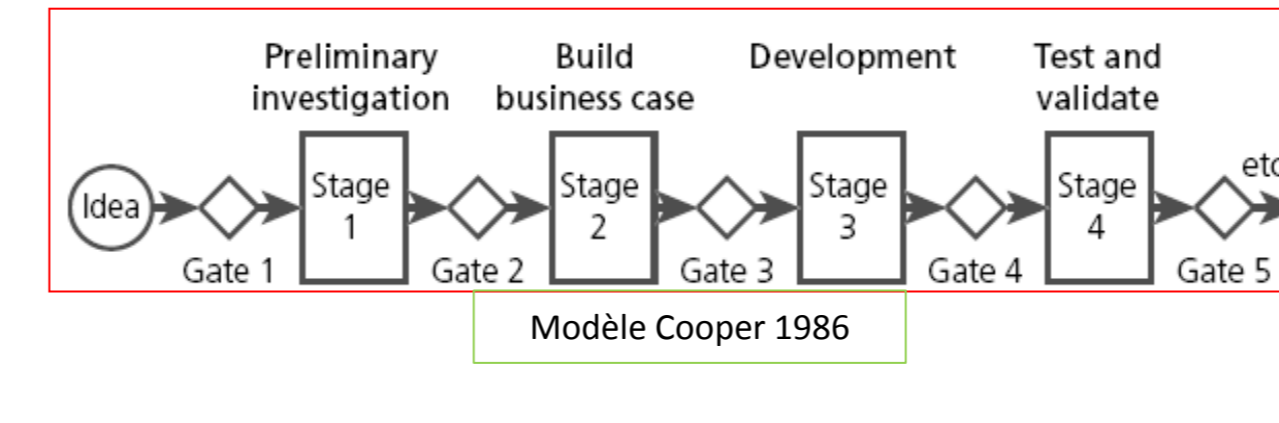 Preliminary investigation
Build business case
Development
Test and validate
Idea
Stage 1
Stage 2
Stage 3
Stage 4
Gate 1
Gate 2
Gate 3
Gate 4
Gate 5
Modèle Cooper 1986